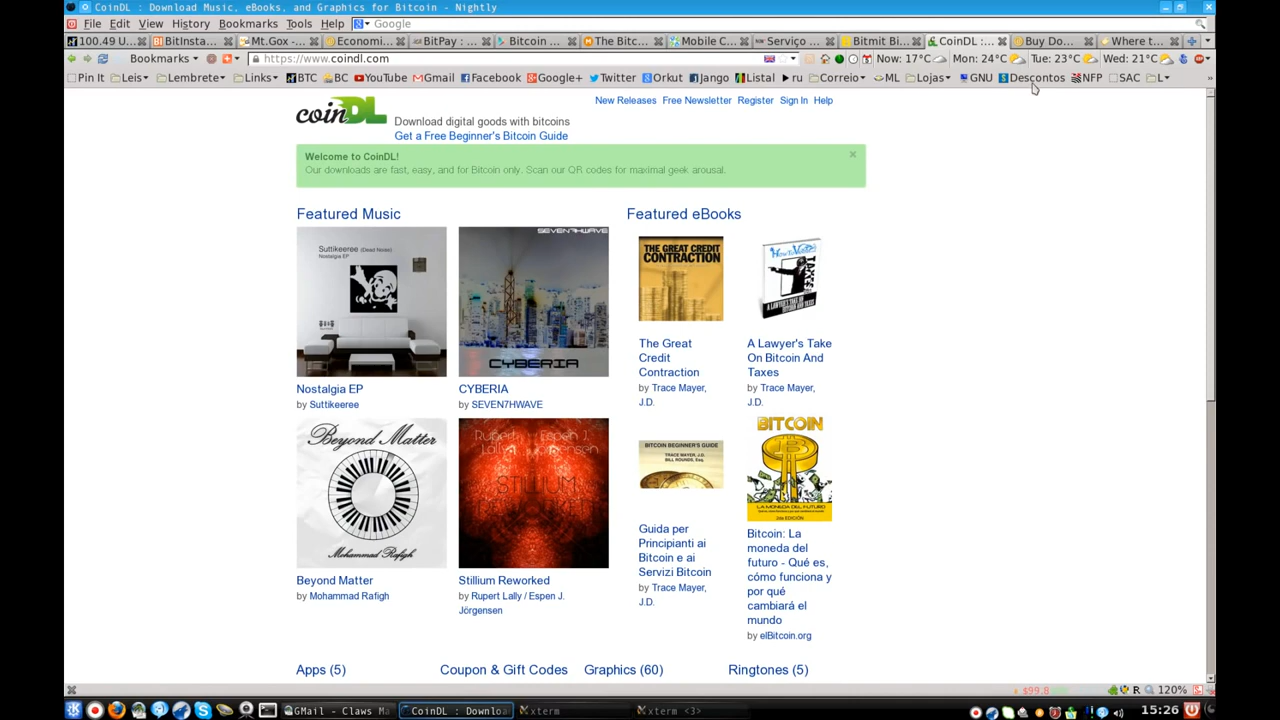 CoinDL : Download Music, eBooks, and Graphics for Bitcoin - Nightly
File Edit View History Bookmarks Tools Help Google
100.49 U... BitInsta... Mt.Gox - ... Economi... BitPay : ... Bitcoin ... The Bitc... Mobile C... Serviço ... Bitmit Bi... CoinDL :... Buy Do... Where t...
Bookmarks https://www.coindl.com Now: 17°C Mon: 24°C Tue: 23°C Wed: 21°C
Pin It Leis Lembrete Links BTC BC YouTube Gmail Facebook Google+ Twitter Orkut Jango Listal ru Correio ML Lojas GNU Descontos NFP SAC L
New Releases Free Newsletter Register Sign In Help
coinDL
Download digital goods with bitcoins
Get a Free Beginner's Bitcoin Guide
Welcome to CoinDL!
Our downloads are fast, easy, and for Bitcoin only. Scan our QR codes for maximal geek arousal.
Featured Music
Featured eBooks
Suttikeeree (Dead Notes)
Nostalgia EP
SEVEN7HWAVE
CYBERIA
THE GREAT CREDIT
CONTRACTION
TAXES
A LAWYER'S TAKE
Nostalgia EP
by Suttikeeree
CYBERIA
by SEVEN7HWAVE
The Great
Credit
Contraction
by Trace Mayer,
J.D.
A Lawyer's Take
On Bitcoin And
Taxes
by Trace Mayer,
J.D.
Beyond Matter
Mohammad Rafigh
Rupert Lally Espen J. Jörgensen
BITCOIN BEGINNER'S GUIDE
TRACE MAYER, J.D.
BILL ROUNDS, Esq.
BITCOIN
LA MONEDA DEL FUTURO
2da EDICIÓN
Beyond Matter
by Mohammad Rafigh
Stillium Reworked
by Rupert Lally / Espen J.
Jörgensen
Guida per
Principianti ai
Bitcoin e ai
Servizi Bitcoin
by Trace Mayer,
J.D.
Bitcoin: La
moneda del
futuro - Qué es,
cómo funciona y
por qué
cambiará el
mundo
by elBitcoin.org
Apps (5) Coupon & Gift Codes Graphics (60) Ringtones (5)
$99.8 R 120%
GMail - Claws Ma CoinDL : Downloa xterm xterm <3> 15:26